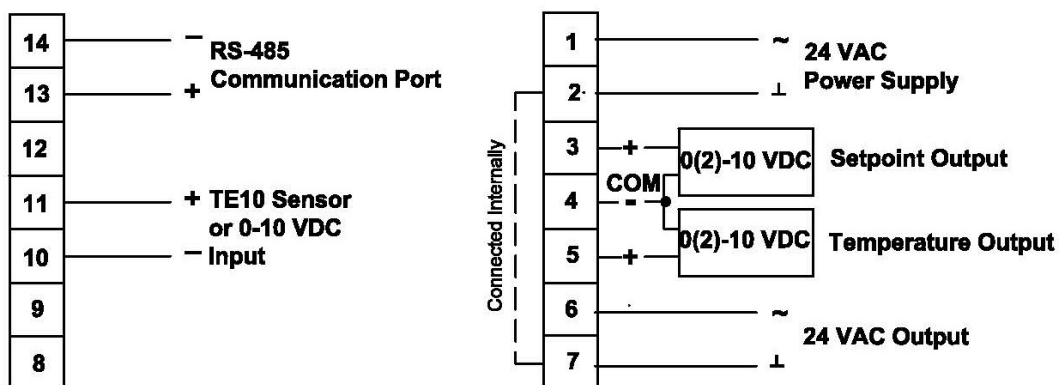 14 − RS-485
Communication Port
13 +
12
11 + TE10 Sensor
or 0-10 VDC
10 − Input
9
8
Connected Internally
1 ~ 24 VAC
Power Supply
2 ⊥
3 + 0(2)-10 VDC Setpoint Output
COM
4 -
0(2)-10 VDC Temperature Output
5 +
6 ~
24 VAC Output
7 ⊥